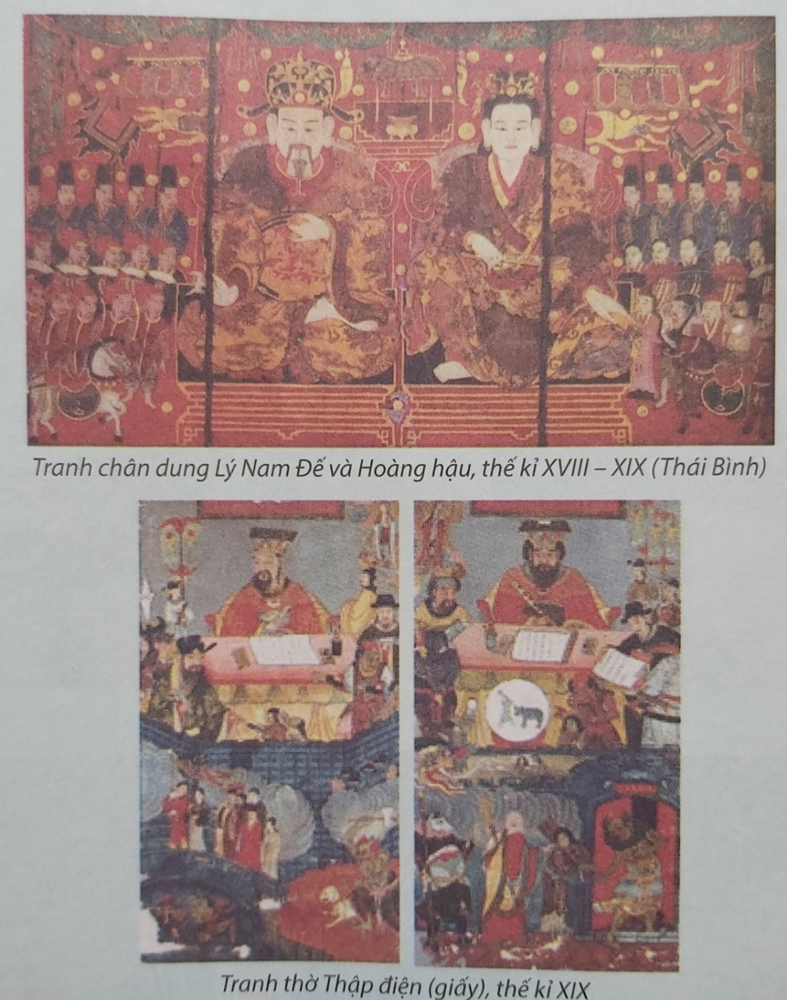 Tranh chân dung Lý Nam Đế và Hoàng hậu, thế kỉ XVIII – XIX (Thái Bình)
Tranh thờ Thập điện (giấy), thế kỉ XIX